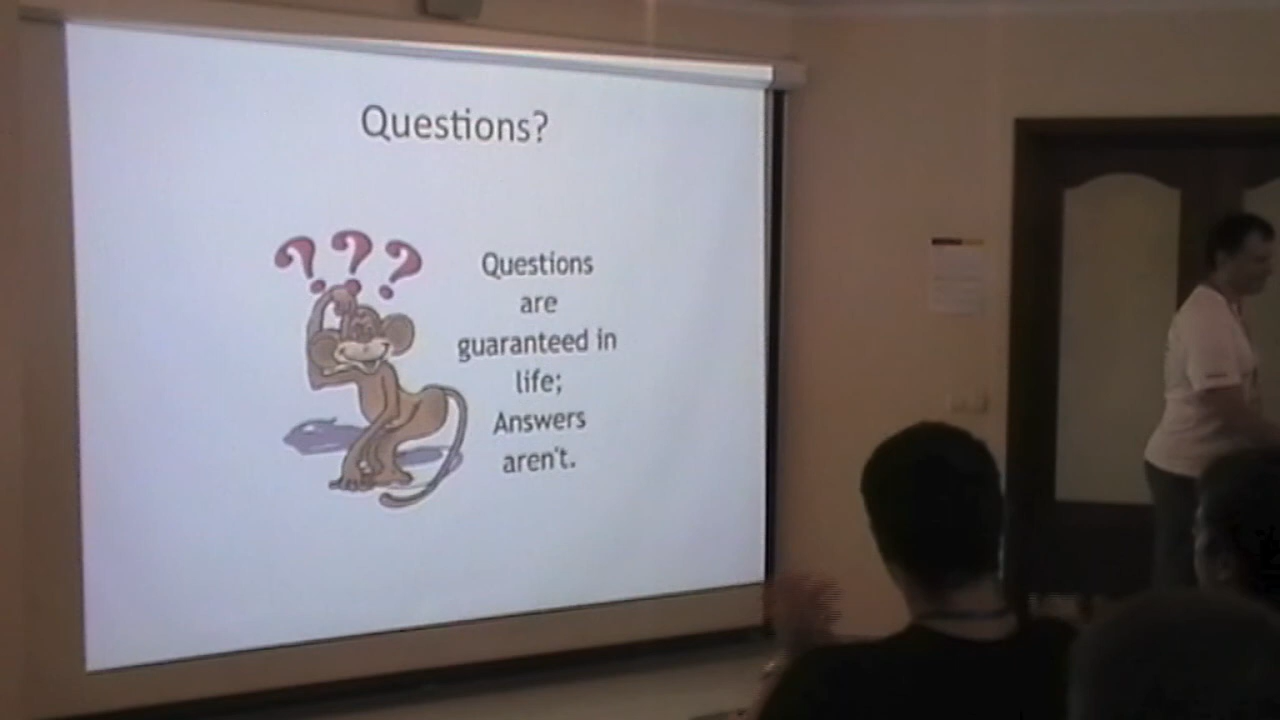 Questions?
? ? ?
Questions
are
guaranteed in
life;
Answers
aren't.